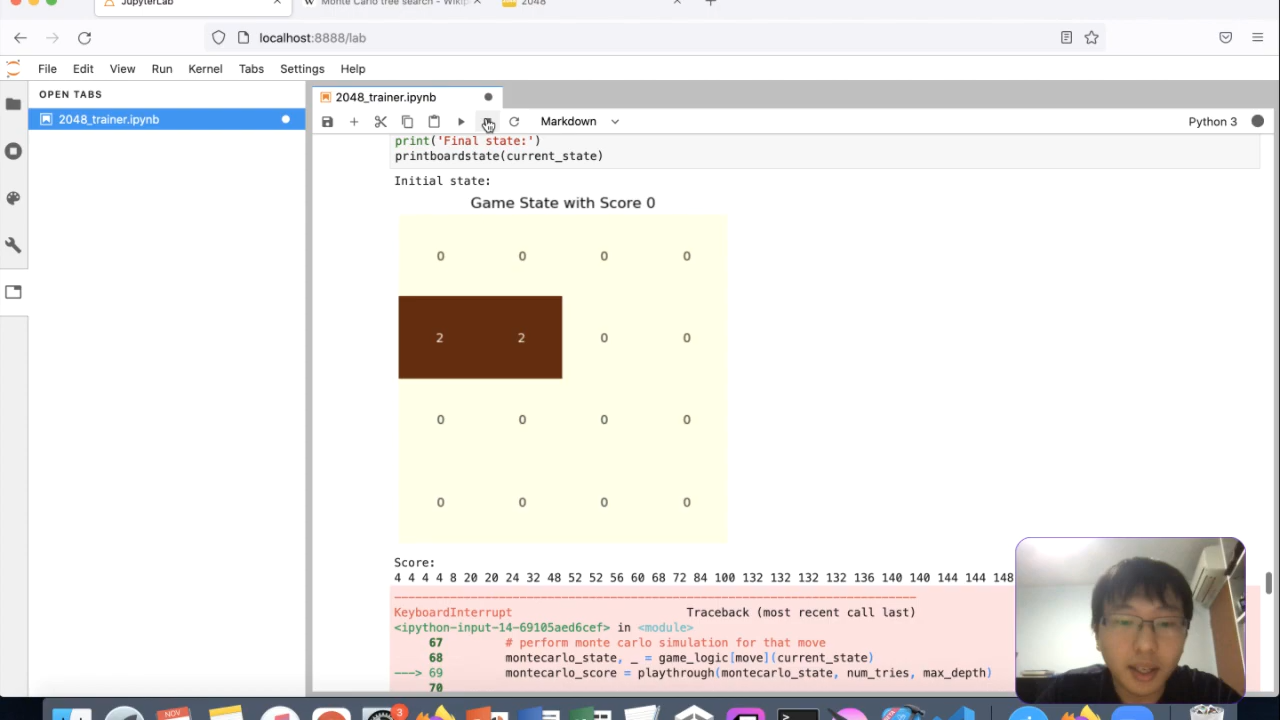 JupyterLab
Monte Carlo tree search - Wikip
2048
localhost:8888/lab
File Edit View Run Kernel Tabs Settings Help
OPEN TABS
2048_trainer.ipynb
2048_trainer.ipynb
Markdown
Python 3
print('Final state:')
printboardstate(current_state)
Initial state:
Game State with Score 0
0 0 0 0
2 2 0 0
0 0 0 0
0 0 0 0
Score:
4 4 4 4 8 20 20 24 32 48 52 52 56 60 68 72 84 100 132 132 132 136 140 140 144 144 148
KeyboardInterrupt Traceback (most recent call last)
<ipython-input-14-69105aed6cef> in <module>
67 # perform monte carlo simulation for that move
68 montecarlo_state, _ = game_logic[move](current_state)
---> 69 montecarlo_score = playthrough(montecarlo_state, num_tries, max_depth)
70
NOV
3